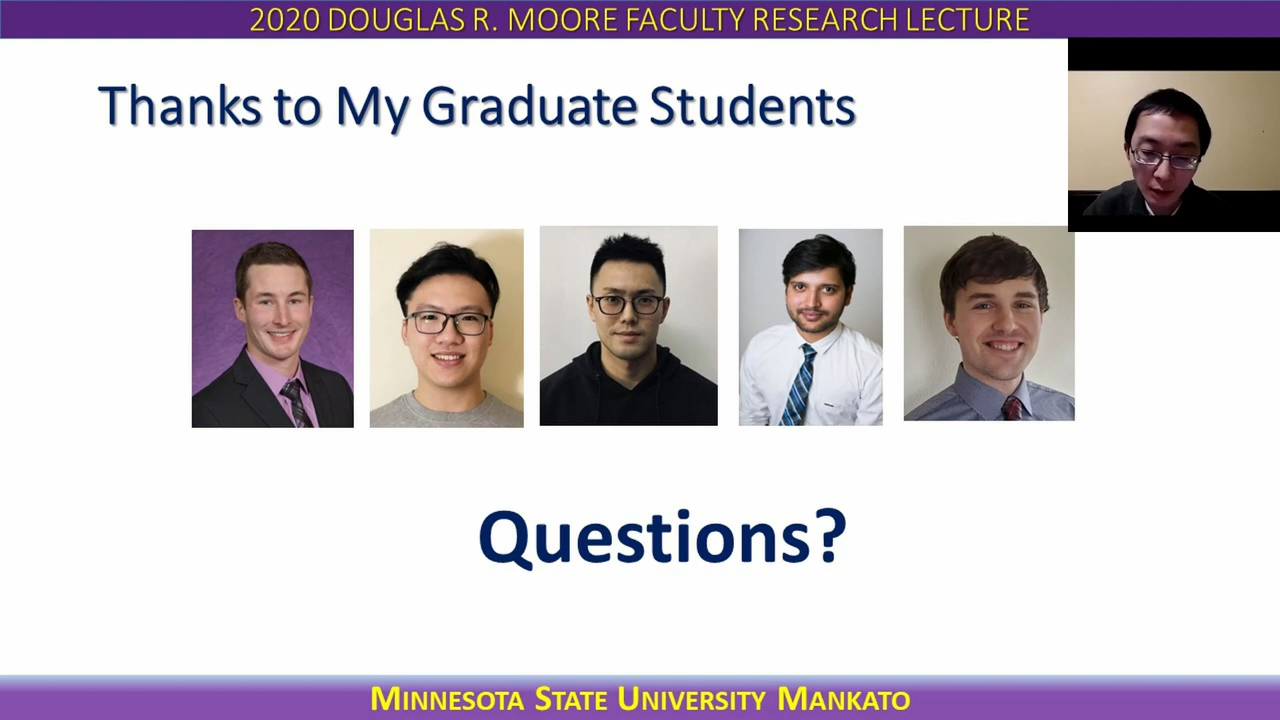 2020 DOUGLAS R. MOORE FACULTY RESEARCH LECTURE
Thanks to My Graduate Students
Questions?
MINNESOTA STATE UNIVERSITY MANKATO